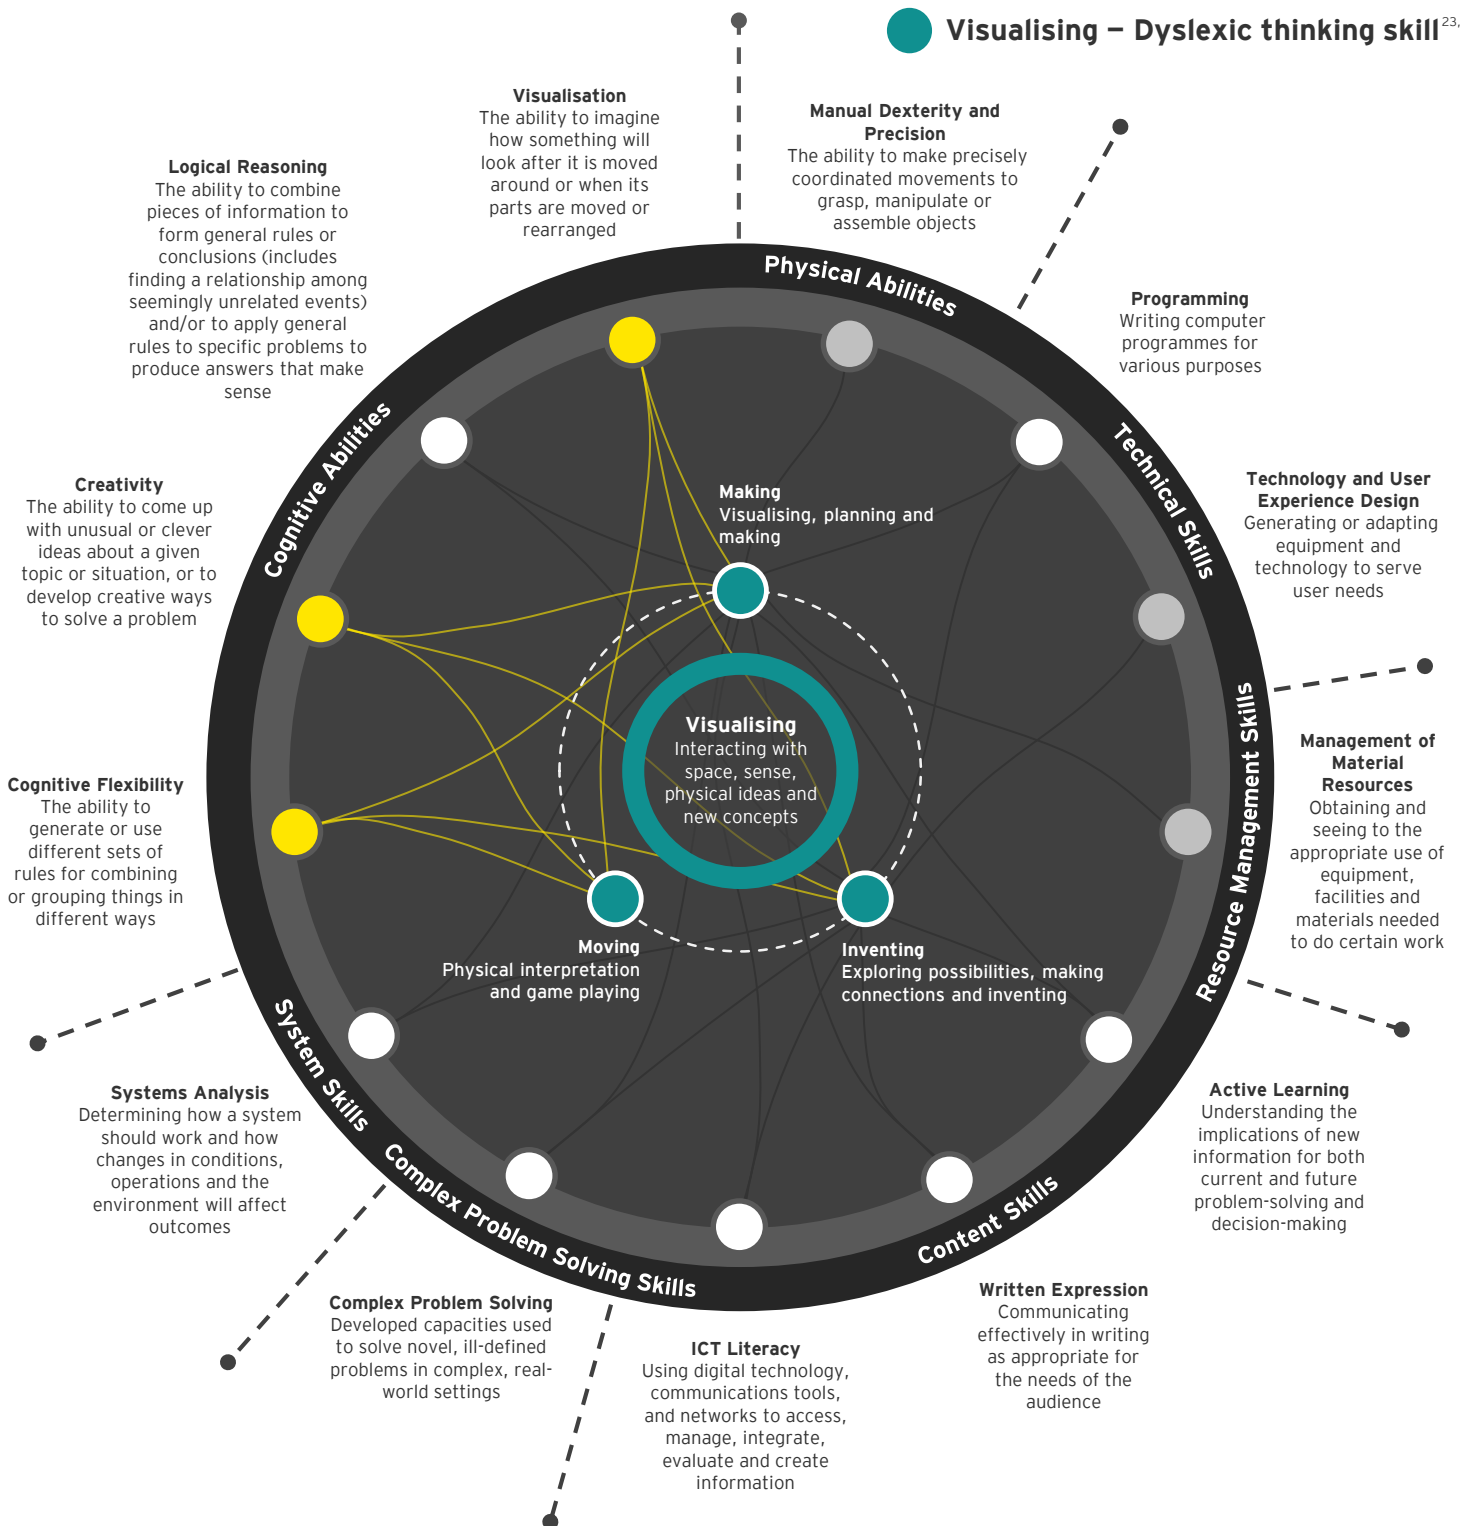 Visualising – Dyslexic thinking skill23,
Visualisation
The ability to imagine
how something will
look after it is moved
around or when its
parts are moved or
rearranged
Manual Dexterity and
Precision
The ability to make precisely
coordinated movements to
grasp, manipulate or
assemble objects
Logical Reasoning
The ability to combine
pieces of information to
form general rules or
conclusions (includes
finding a relationship among
seemingly unrelated events)
and/or to apply general
rules to specific problems to
produce answers that make
sense
Programming
Writing computer
programmes for
various purposes
Creativity
The ability to come up
with unusual or clever
ideas about a given
topic or situation, or to
develop creative ways
to solve a problem
Technology and User
Experience Design
Generating or adapting
equipment and
technology to serve
user needs
Cognitive Flexibility
The ability to
generate or use
different sets of
rules for combining
or grouping things in
different ways
Management of
Material
Resources
Obtaining and
seeing to the
appropriate use of
equipment,
facilities and
materials needed
to do certain work
Systems Analysis
Determining how a system
should work and how
changes in conditions,
operations and the
environment will affect
outcomes
Active Learning
Understanding the
implications of new
information for both
current and future
problem-solving and
decision-making
Complex Problem Solving
Developed capacities used
to solve novel, ill-defined
problems in complex, real-
world settings
ICT Literacy
Using digital technology,
communications tools,
and networks to access,
manage, integrate,
evaluate and create
information
Written Expression
Communicating
effectively in writing
as appropriate for
the needs of the
audience
Physical Abilities
Technical Skills
Resource Management Skills
Content Skills
Complex Problem Solving Skills
System Skills
Cognitive Abilities
Making
Visualising, planning and
making
Visualising
Interacting with
space, sense,
physical ideas and
new concepts
Moving
Physical interpretation
and game playing
Inventing
Exploring possibilities, making
connections and inventing